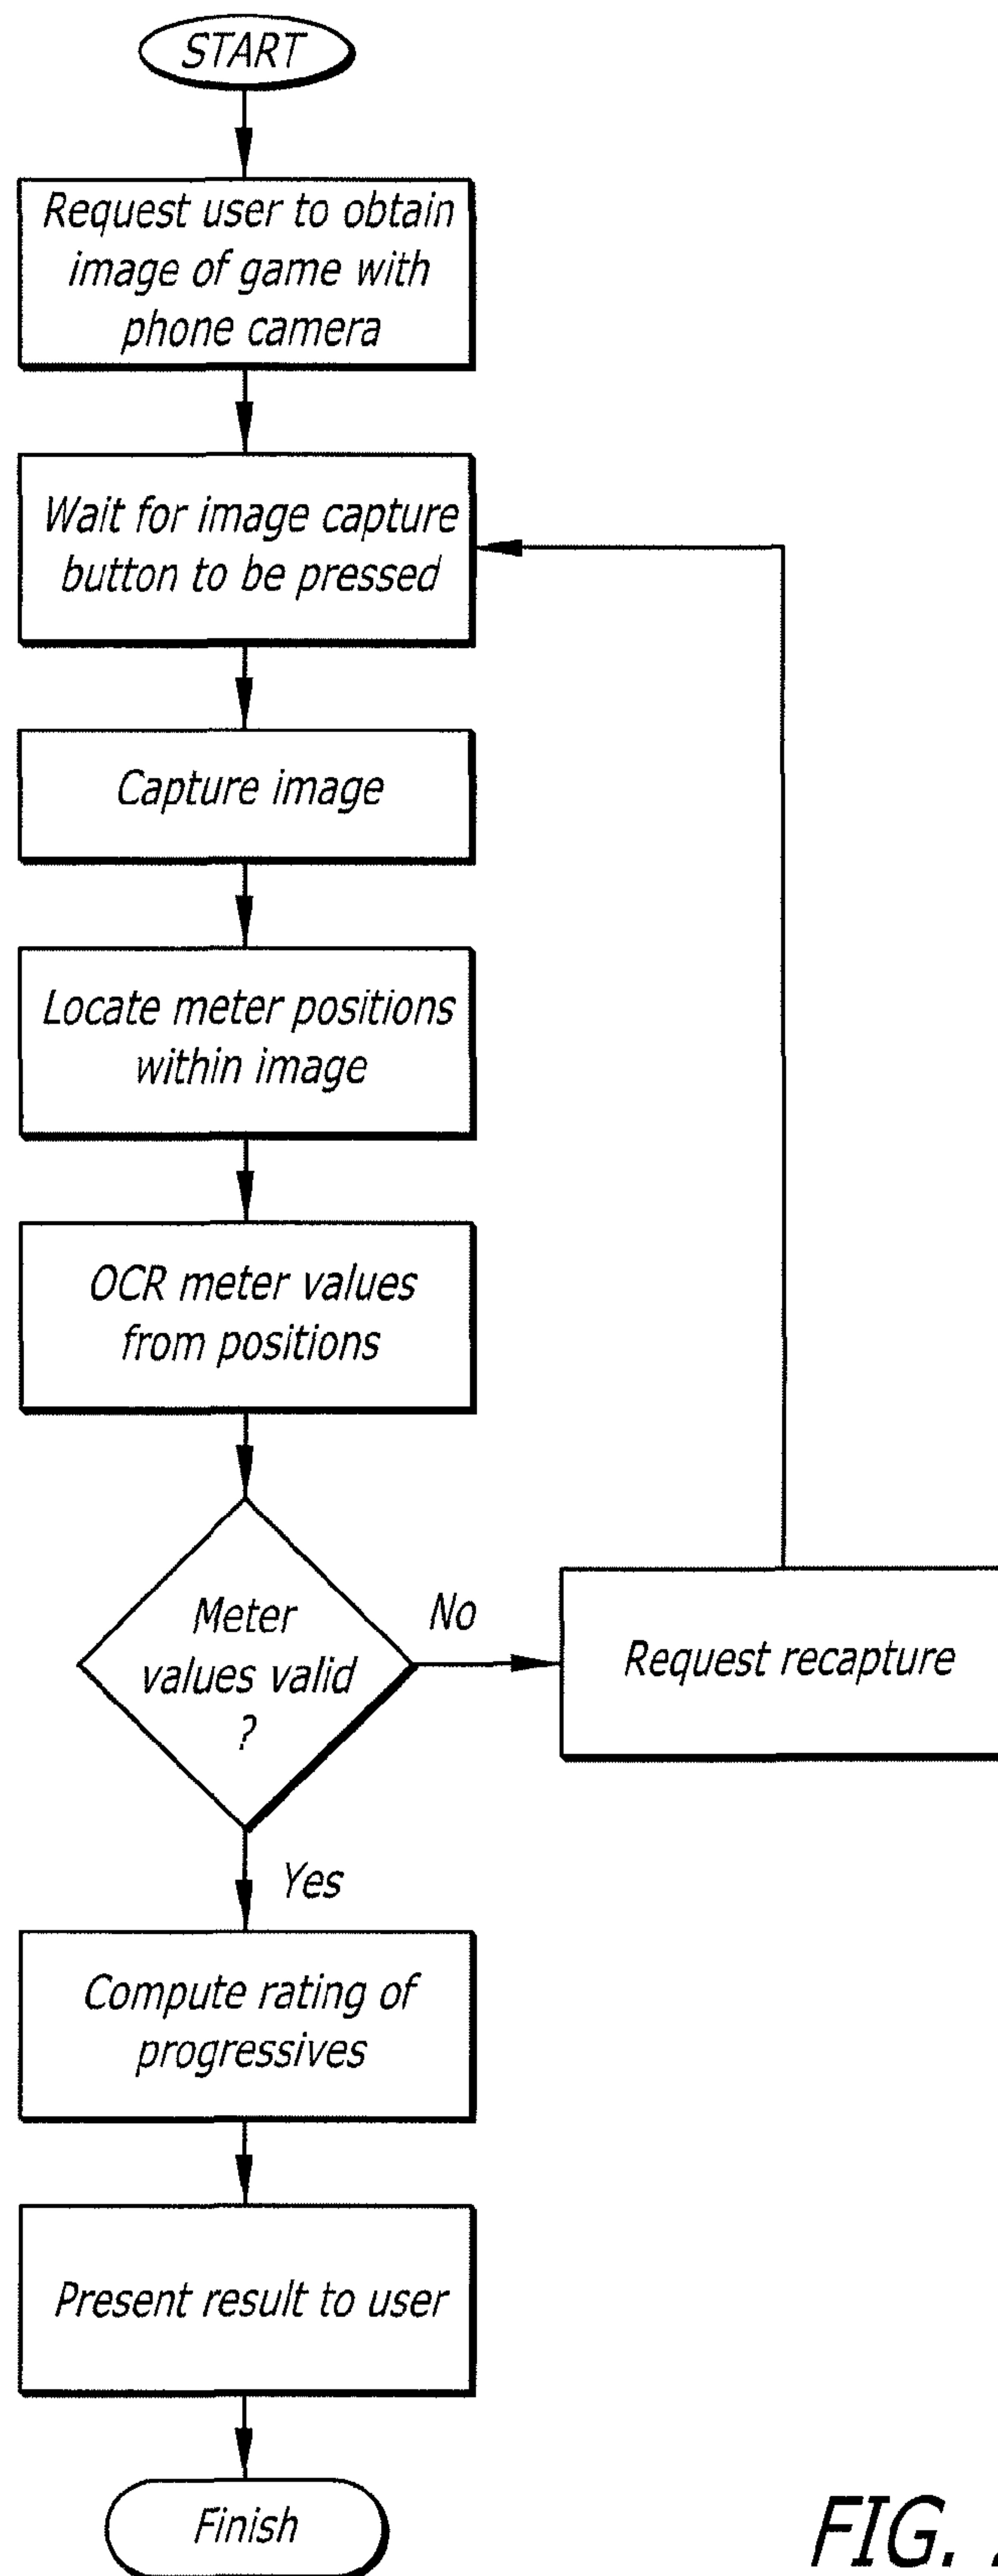 START
Request user to obtain
image of game with
phone camera
Wait for image capture
button to be pressed
Capture image
Locate meter positions
within image
OCR meter values
from positions
Meter
values valid
?
No
Request recapture
Yes
Compute rating of
progressives
Present result to user
Finish
FIG.